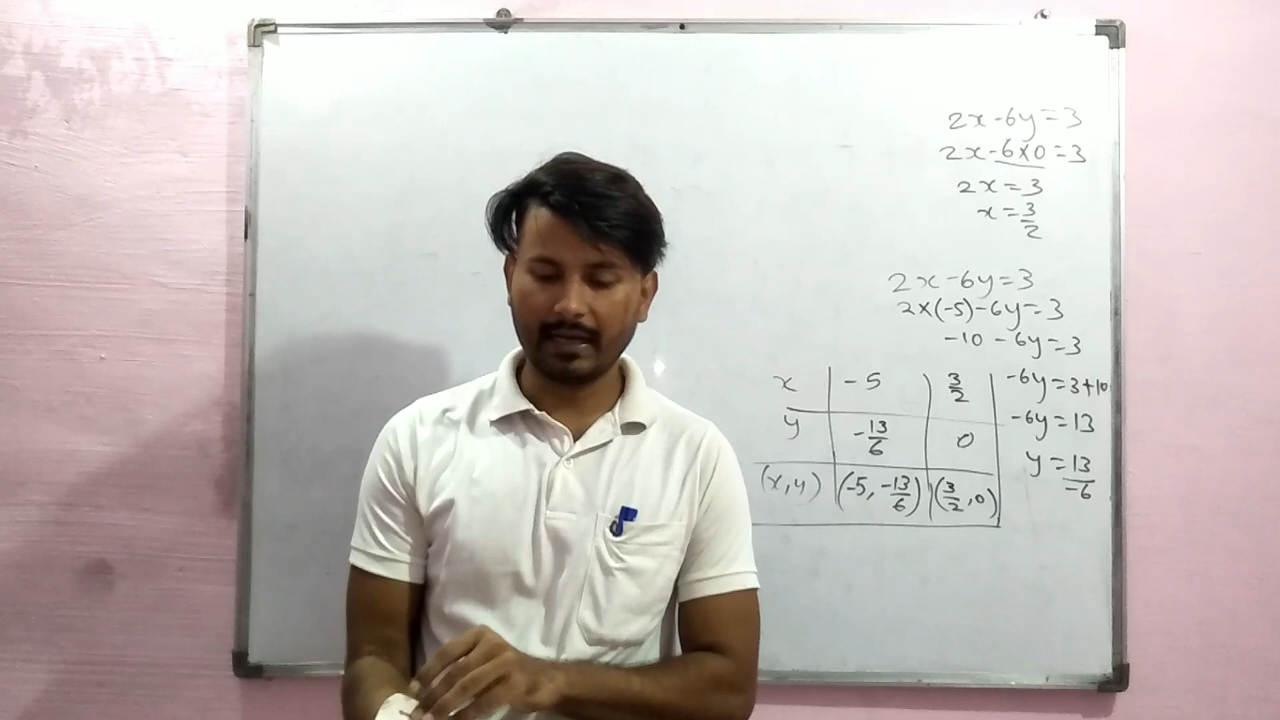 2x-6y=3
2x-6×0=3
2x=3
x=3/2
2x-6y=3
2×(-5)-6y=3
-10-6y=3
-6y=3+10
-6y=13
y=13/-6
x | -5 | 3/2
y | -13/6 | 0
(x,y) | (-5, -13/6) | (3/2, 0)